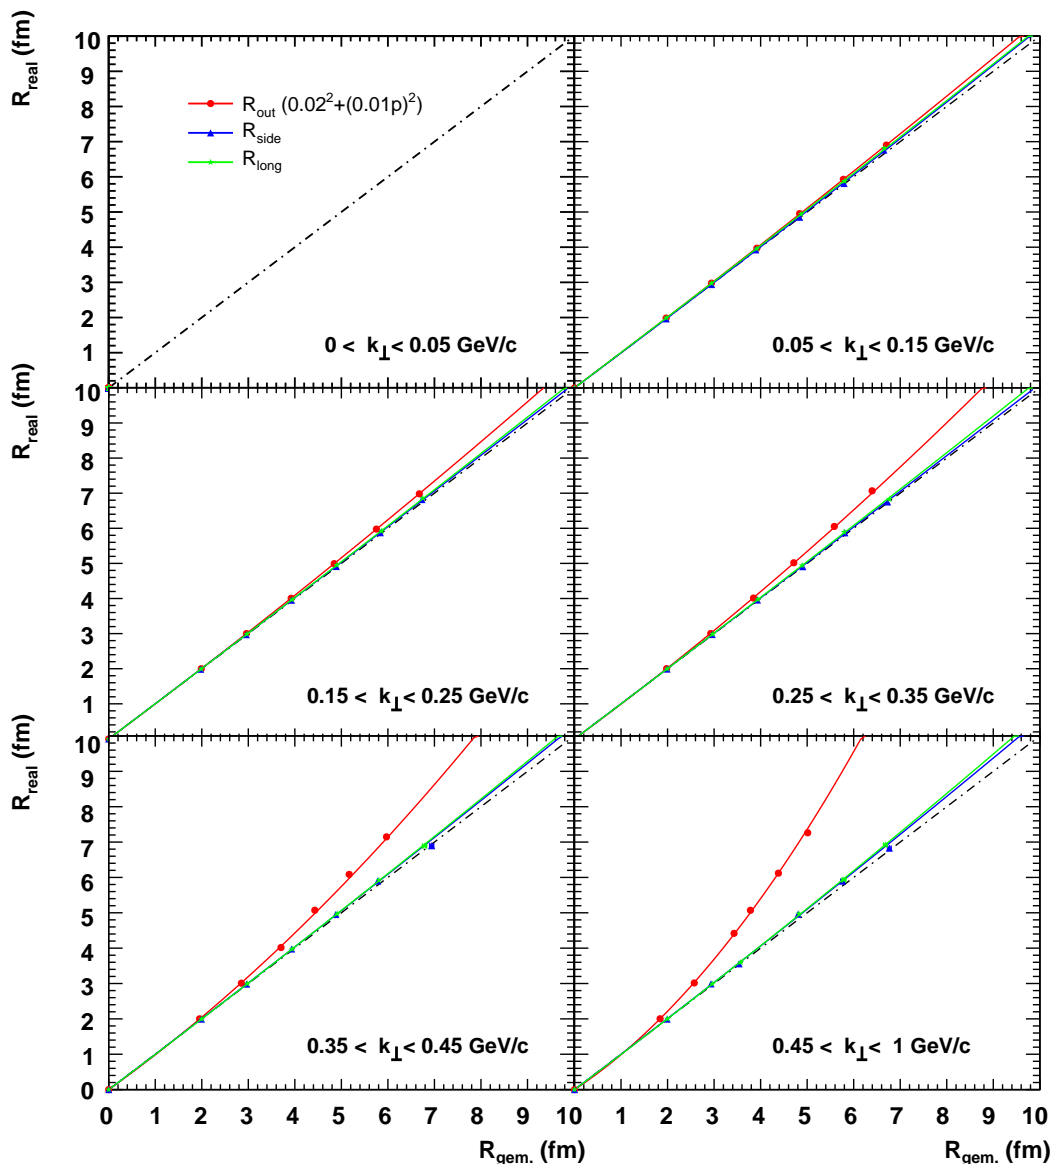 R_real (fm)
10
9
8
7
6
5
4
3
2
1
R_out (0.02²+(0.01p)²)
R_side
R_long
0 < k⊥ < 0.05 GeV/c
0.05 < k⊥ < 0.15 GeV/c
R_real (fm)
10
9
8
7
6
5
4
3
2
1
0.15 < k⊥ < 0.25 GeV/c
0.25 < k⊥ < 0.35 GeV/c
R_real (fm)
10
9
8
7
6
5
4
3
2
1
0
0.35 < k⊥ < 0.45 GeV/c
0.45 < k⊥ < 1 GeV/c
0 1 2 3 4 5 6 7 8 9 10 1 2 3 4 5 6 7 8 9 10
R_gem. (fm) R_gem. (fm)